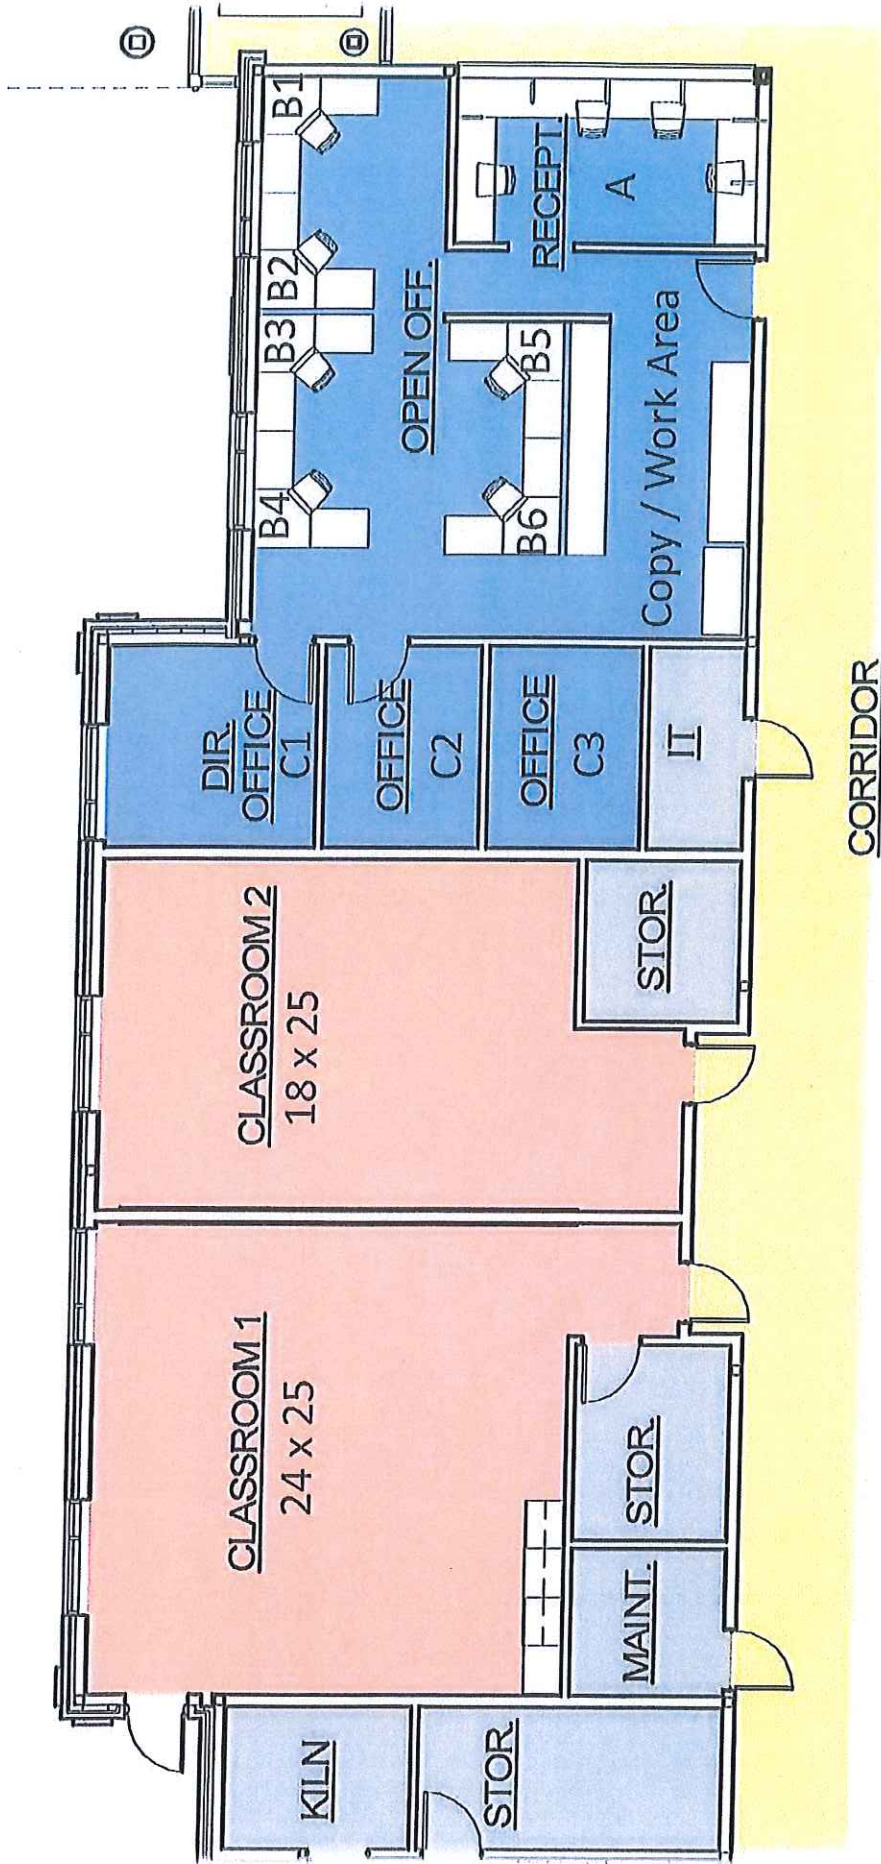 KILN
STOR.
MAINT.
STOR.
CLASSROOM 1
24 x 25
CLASSROOM 2
18 x 25
STOR.
DIR.
OFFICE
C1
OFFICE
C2
OFFICE
C3
IT
B4
B3
B2
B1
OPEN OFF.
B6
B5
RECEPT.
A
Copy / Work Area
CORRIDOR